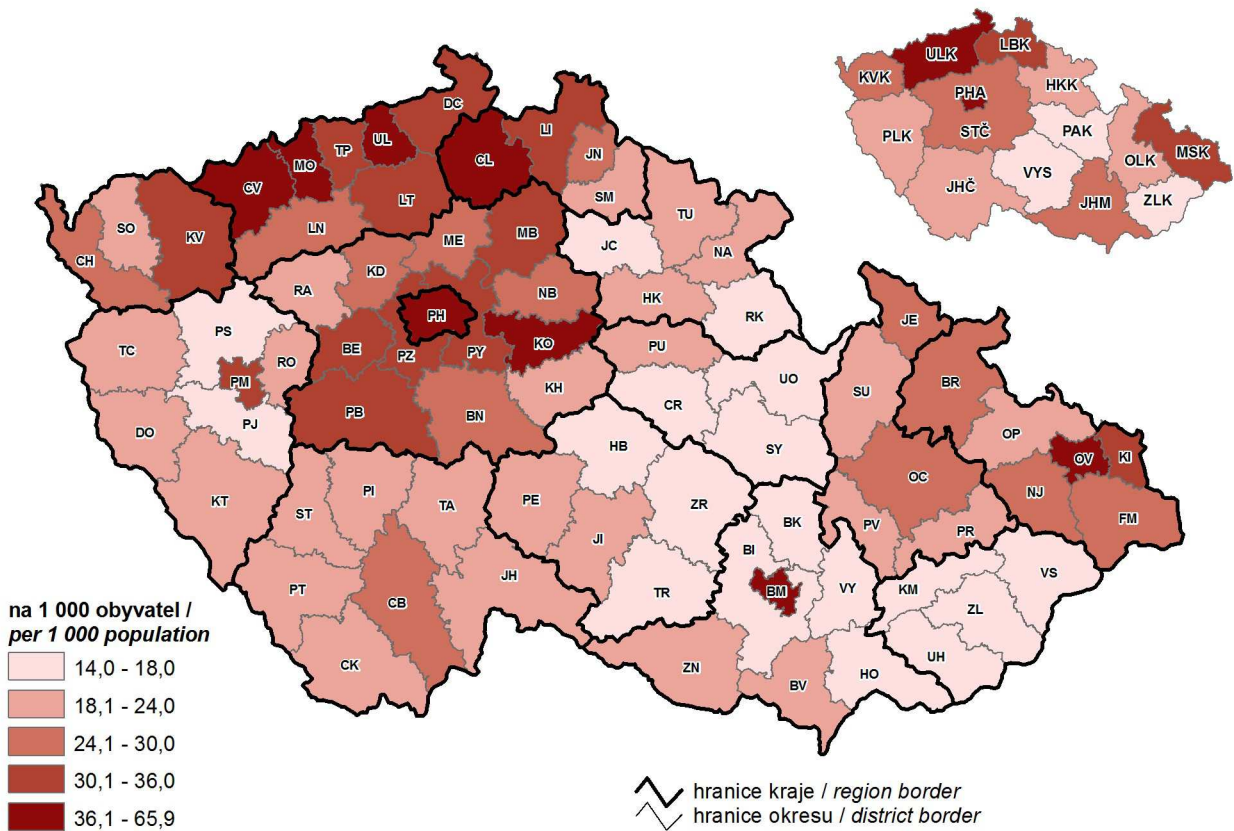 ULK
LBK
KVK
HKK
PHA
STČ
PAK
PLK
OLK
MSK
VYS
JHČ
JHM
ZLK
DC
LI
UL
JN
TP
MO
CL
CV
LT
SM
SO
KV
LN
ME
MB
TU
JC
NA
CH
KD
RA
NB
HK
PH
RK
PS
JE
TC
BE
KO
PZ
PY
PU
RO
PM
UO
BR
KH
SU
CR
PB
BN
PJ
DO
OP
HB
SY
OV
KI
OC
NJ
KT
PI
ST
TA
PE
ZR
FM
BK
PV
PR
JI
BI
JH
VS
PT
TR
BM
VY
KM
CB
ZL
UH
CK
ZN
HO
BV
na 1 000 obyvatel /
per 1 000 population
14,0 - 18,0
18,1 - 24,0
24,1 - 30,0
30,1 - 36,0
36,1 - 65,9
hranice kraje / region border
hranice okresu / district border